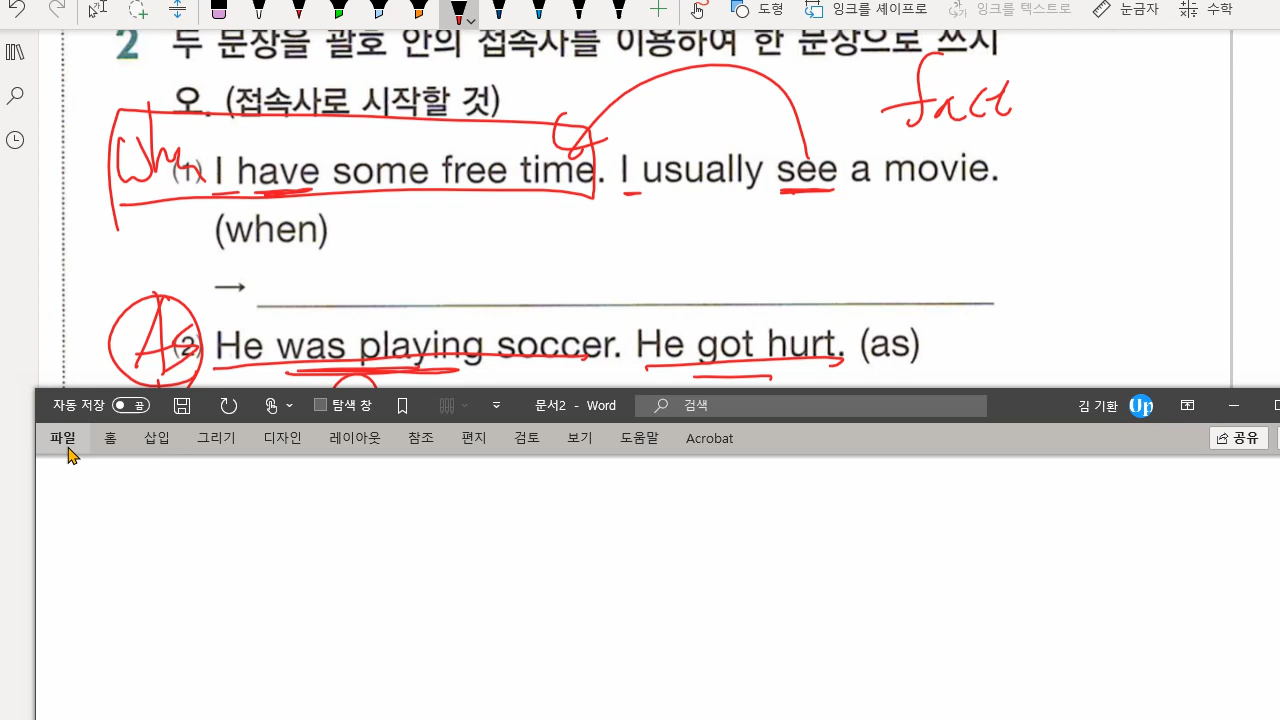 도형
잉크를 셰이프로
잉크를 텍스트로
눈금자
수학
2 두 문장을 괄호 안의 접속사를 이용하여 한 문장으로 쓰시
오. (접속사로 시작할 것)
fact
When
(1) I have some free time. I usually see a movie.
(when)
→
As
(2) He was playing soccer. He got hurt. (as)
자동 저장 끔 탐색 창 문서2 - Word 검색 김 기환 Up
파일 홈 삽입 그리기 디자인 레이아웃 참조 편지 검토 보기 도움말 Acrobat 공유